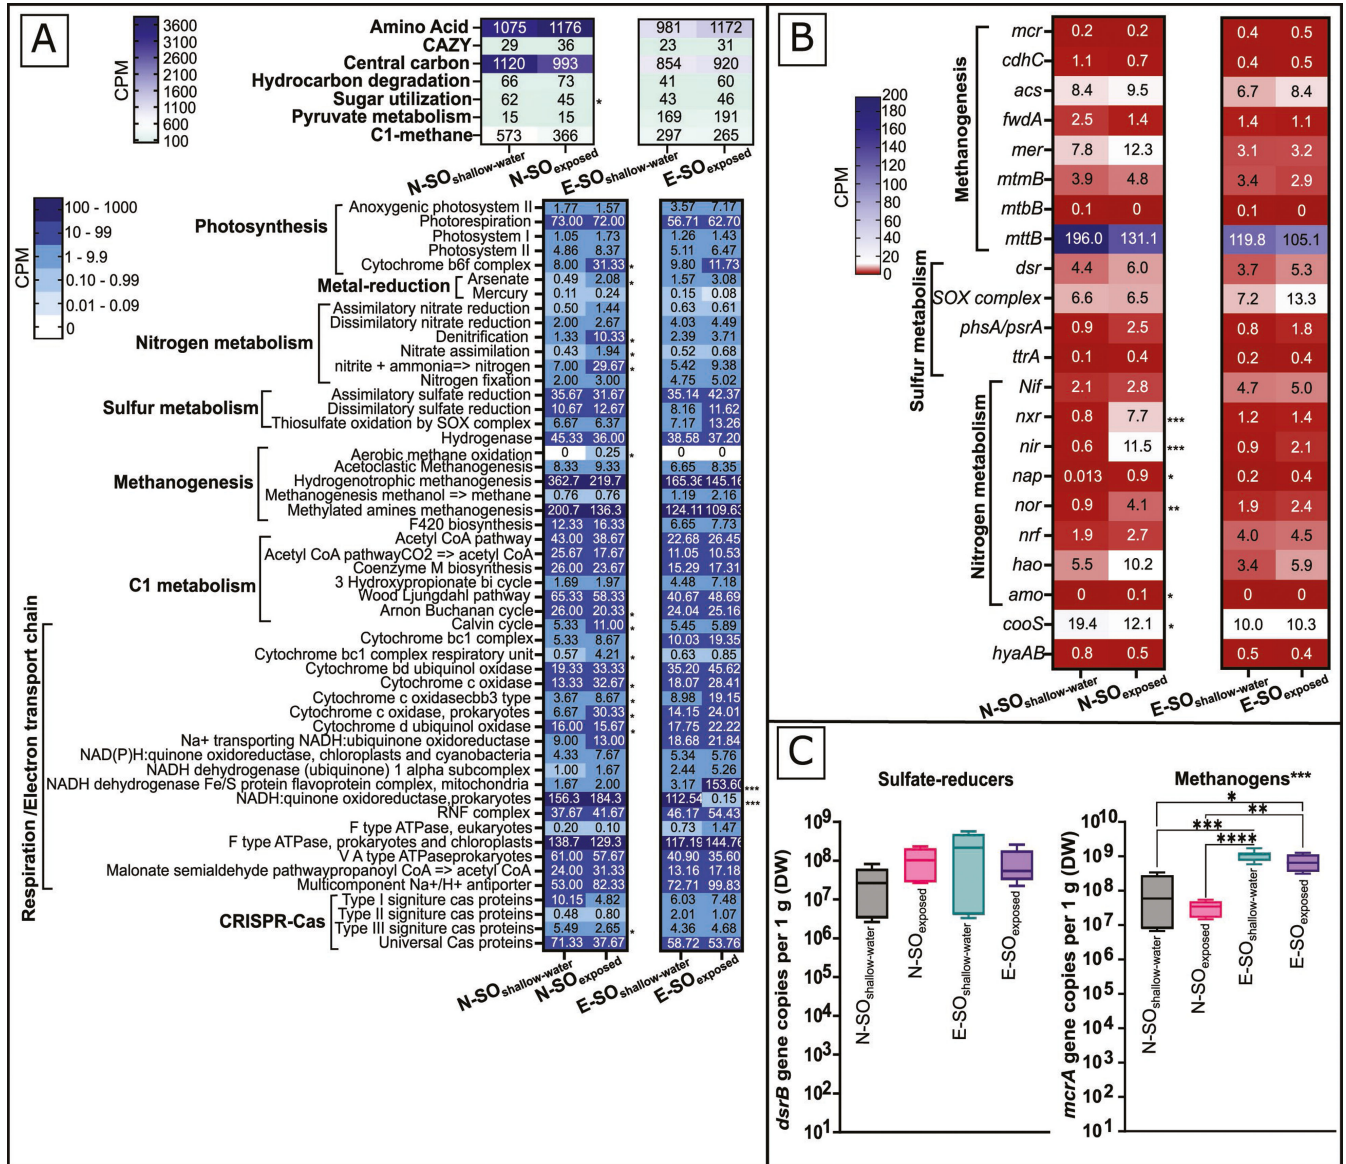 A
CPM
3600
3100
2100
1600
1100
600
100
Amino Acid 1075 1176 981 1172
CAZY 29 36 23 31
Central carbon 1120 993 854 920
Hydrocarbon degradation 66 73 41 60
Sugar utilization 62 45 * 43 46
Pyruvate metabolism 15 15 169 191
C1-methane 573 366 297 265
N-SOshallow-water N-SOexposed E-SOshallow-water E-SOexposed
CPM
100 - 1000
10 - 99
1 - 9.9
0.10 - 0.99
0.01 - 0.09
0
Photosynthesis
Anoxygenic photosystem II 1.77 1.57 3.57 7.17
Photorespiration 73.00 72.00 56.71 62.70
Photosystem I 1.05 1.73 1.26 1.43
Photosystem II 4.86 8.37 5.11 6.47
Cytochrome b6f complex 8.00 31.33 * 9.80 11.73
Metal-reduction
Arsenate 0.49 2.08 * 1.57 3.08
Mercury 0.11 0.24 0.15 0.08
Nitrogen metabolism
Assimilatory nitrate reduction 0.50 1.44 0.63 0.61
Dissimilatory nitrate reduction 2.00 2.67 4.03 4.49
Denitrification 1.33 10.33 * 2.39 3.71
Nitrate assimilation 0.43 1.94 * 0.52 0.68
nitrite + ammonia=> nitrogen 7.00 29.67 * 5.42 9.38
Nitrogen fixation 2.00 3.00 4.75 5.02
Sulfur metabolism
Assimilatory sulfate reduction 35.67 31.67 35.14 42.37
Dissimilatory sulfate reduction 10.67 12.67 8.16 11.62
Thiosulfate oxidation by SOX complex 6.67 6.37 7.17 13.26
Hydrogenase 45.33 36.00 38.58 37.20
Methanogenesis
Aerobic methane oxidation 0 0.25 * 0 0
Acetoclastic Methanogenesis 8.33 9.33 6.65 8.35
Hydrogenotrophic methanogenesis 362.7 219.7 165.36 145.16
Methanogenesis methanol => methane 0.76 0.76 1.19 2.16
Methylated amines methanogenesis 200.7 136.3 124.11 109.63
F420 biosynthesis 12.33 16.33 6.65 7.73
C1 metabolism
Acetyl CoA pathway 43.00 38.67 22.68 26.45
Acetyl CoA pathwayCO2 => acetyl CoA 25.67 17.67 11.05 10.53
Coenzyme M biosynthesis 26.00 23.67 15.29 17.31
3 Hydroxypropionate bi cycle 1.69 1.97 4.48 7.18
Wood Ljungdahl pathway 65.33 58.33 40.67 48.69
Arnon Buchanan cycle 26.00 20.33 * 24.04 25.16
Calvin cycle 5.33 11.00 * 5.45 5.89
Respiration /Electron transport chain
Cytochrome bc1 complex 5.33 8.67 10.03 19.35
Cytochrome bc1 complex respiratory unit 0.57 4.21 * 0.63 0.85
Cytochrome bd ubiquinol oxidase 19.33 33.33 35.20 45.62
Cytochrome c oxidase 13.33 32.67 * 18.07 28.41
Cytochrome c oxidasecbb3 type 3.67 8.67 * 8.98 19.15
Cytochrome c oxidase, prokaryotes 6.67 30.33 * 14.15 24.01
Cytochrome d ubiquinol oxidase 16.00 15.67 * 17.75 22.22
Na+ transporting NADH:ubiquinone oxidoreductase 9.00 13.00 18.68 21.84
NAD(P)H:quinone oxidoreductase, chloroplasts and cyanobacteria 4.33 7.67 5.34 5.76
NADH dehydrogenase (ubiquinone) 1 alpha subcomplex 1.00 1.67 2.44 5.26
NADH dehydrogenase Fe/S protein flavoprotein complex, mitochondria 1.67 2.00 3.17 153.60 ***
NADH:quinone oxidoreductase,prokaryotes 156.3 184.3 112.54 0.15 ***
RNF complex 37.67 41.67 46.17 54.43
F type ATPase, eukaryotes 0.20 0.10 0.73 1.47
F type ATPase, prokaryotes and chloroplasts 138.7 129.3 117.19 144.76
V A type ATPaseprokaryotes 61.00 57.67 40.90 35.60
Malonate semialdehyde pathwaypropanoyl CoA => acetyl CoA 24.00 31.33 13.16 17.18
Multicomponent Na+/H+ antiporter 53.00 82.33 72.71 99.83
CRISPR-Cas
Type I signiture cas proteins 10.15 4.82 6.03 7.48
Type II signiture cas proteins 0.48 0.80 2.01 1.07
Type III signiture cas proteins 5.49 2.65 * 4.36 4.68
Universal Cas proteins 71.33 37.67 58.72 53.76
N-SOshallow-water N-SOexposed E-SOshallow-water E-SOexposed
B
CPM
200
180
160
140
120
100
80
60
40
20
10
5
0
Methanogenesis
mcr 0.2 0.2 0.4 0.5
cdhC 1.1 0.7 0.4 0.5
acs 8.4 9.5 6.7 8.4
fwdA 2.5 1.4 1.4 1.1
mer 7.8 12.3 3.1 3.2
mtmB 3.9 4.8 3.4 2.9
mtbB 0.1 0 0.1 0
mttB 196.0 131.1 119.8 105.1
Sulfur metabolism
dsr 4.4 6.0 3.7 5.3
SOX complex 6.6 6.5 7.2 13.3
phsA/psrA 0.9 2.5 0.8 1.8
ttrA 0.1 0.4 0.2 0.4
Nitrogen metabolism
Nif 2.1 2.8 4.7 5.0
nxr 0.8 7.7 *** 1.2 1.4
nir 0.6 11.5 *** 0.9 2.1
nap 0.013 0.9 * 0.2 0.4
nor 0.9 4.1 ** 1.9 2.4
nrf 1.9 2.7 4.0 4.5
hao 5.5 10.2 3.4 5.9
amo 0 0.1 * 0 0
cooS 19.4 12.1 * 10.0 10.3
hyaAB 0.8 0.5 0.5 0.4
N-SOshallow-water N-SOexposed E-SOshallow-water E-SOexposed
C
Sulfate-reducers
dsrB gene copies per 1 g (DW)
10⁹
10⁸
10⁷
10⁶
10⁵
10⁴
10³
10²
10¹
N-SOshallow-water
N-SOexposed
E-SOshallow-water
E-SOexposed
Methanogens***
*
**
***
****
mcrA gene copies per 1 g (DW)
10¹⁰
10⁹
10⁸
10⁷
10⁶
10⁵
10⁴
10³
10²
10¹
N-SOshallow-water
N-SOexposed
E-SOshallow-water
E-SOexposed